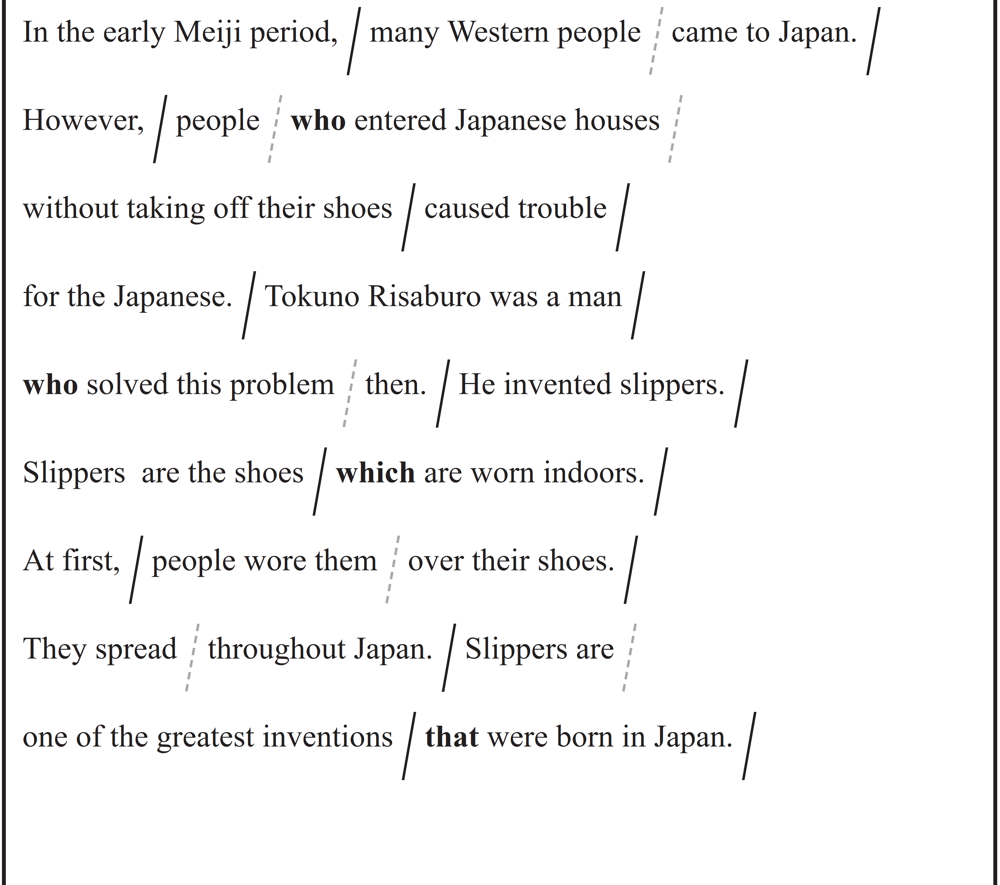 In the early Meiji period, / many Western people / came to Japan. /
However, / people / who entered Japanese houses /
without taking off their shoes / caused trouble /
for the Japanese. / Tokuno Risaburo was a man /
who solved this problem / then. / He invented slippers. /
Slippers are the shoes / which are worn indoors. /
At first, / people wore them / over their shoes. /
They spread / throughout Japan. / Slippers are /
one of the greatest inventions / that were born in Japan. /